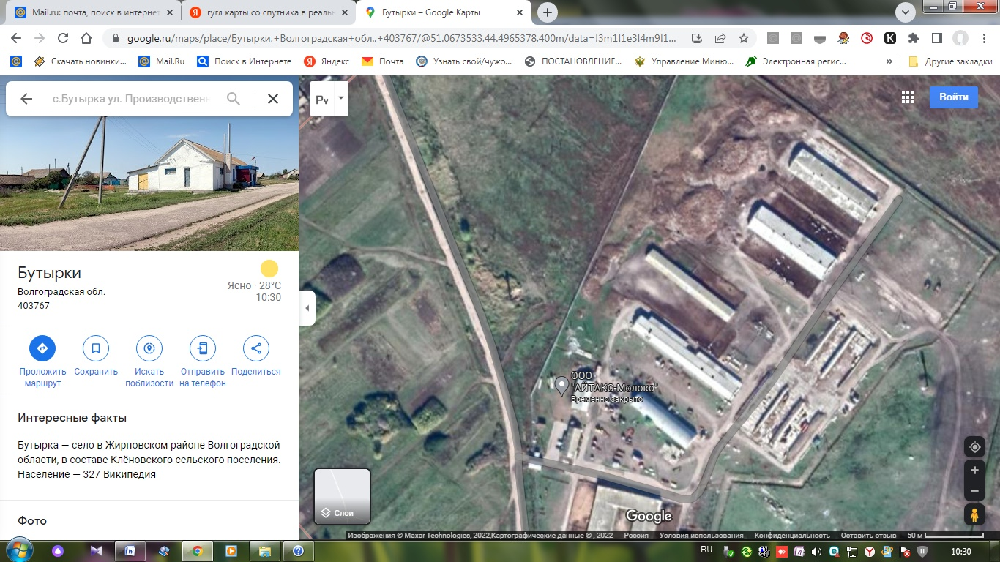 Mail.ru: почта, поиск в интернет
гугл карты со спутника в реальн
Бутырки – Google Карты
google.ru/maps/place/Бутырки,+Волгоградская+обл.,+403767/@51.0673533,44.4965378,400m/data=!3m1!1e3!4m9!1...
Скачать новинки...
Mail.Ru
Поиск в Интернете
Яндекс
Почта
Узнать свой/чужо...
ПОСТАНОВЛЕНИЕ...
Управление Миню...
Электронная регис...
»
Другие закладки
с.Бутырка ул. Производственн
Ру
Войти
Бутырки
Волгоградская обл.
403767
Ясно · 28°C
10:30
Проложить маршрут
Сохранить
Искать поблизости
Отправить на телефон
Поделиться
Интересные факты
Бутырка — село в Жирновском районе Волгоградской
области, в составе Клёновского сельского поселения.
Население — 327 Википедия
Фото
ООО
"АЙТАКС-Молоко"
Временно закрыто
Слои
Google
Изображения © Maxar Technologies, 2022,Картографические данные © , 2022 Россия Условия использования Конфиденциальность Оставить отзыв 50 м
RU
10:30